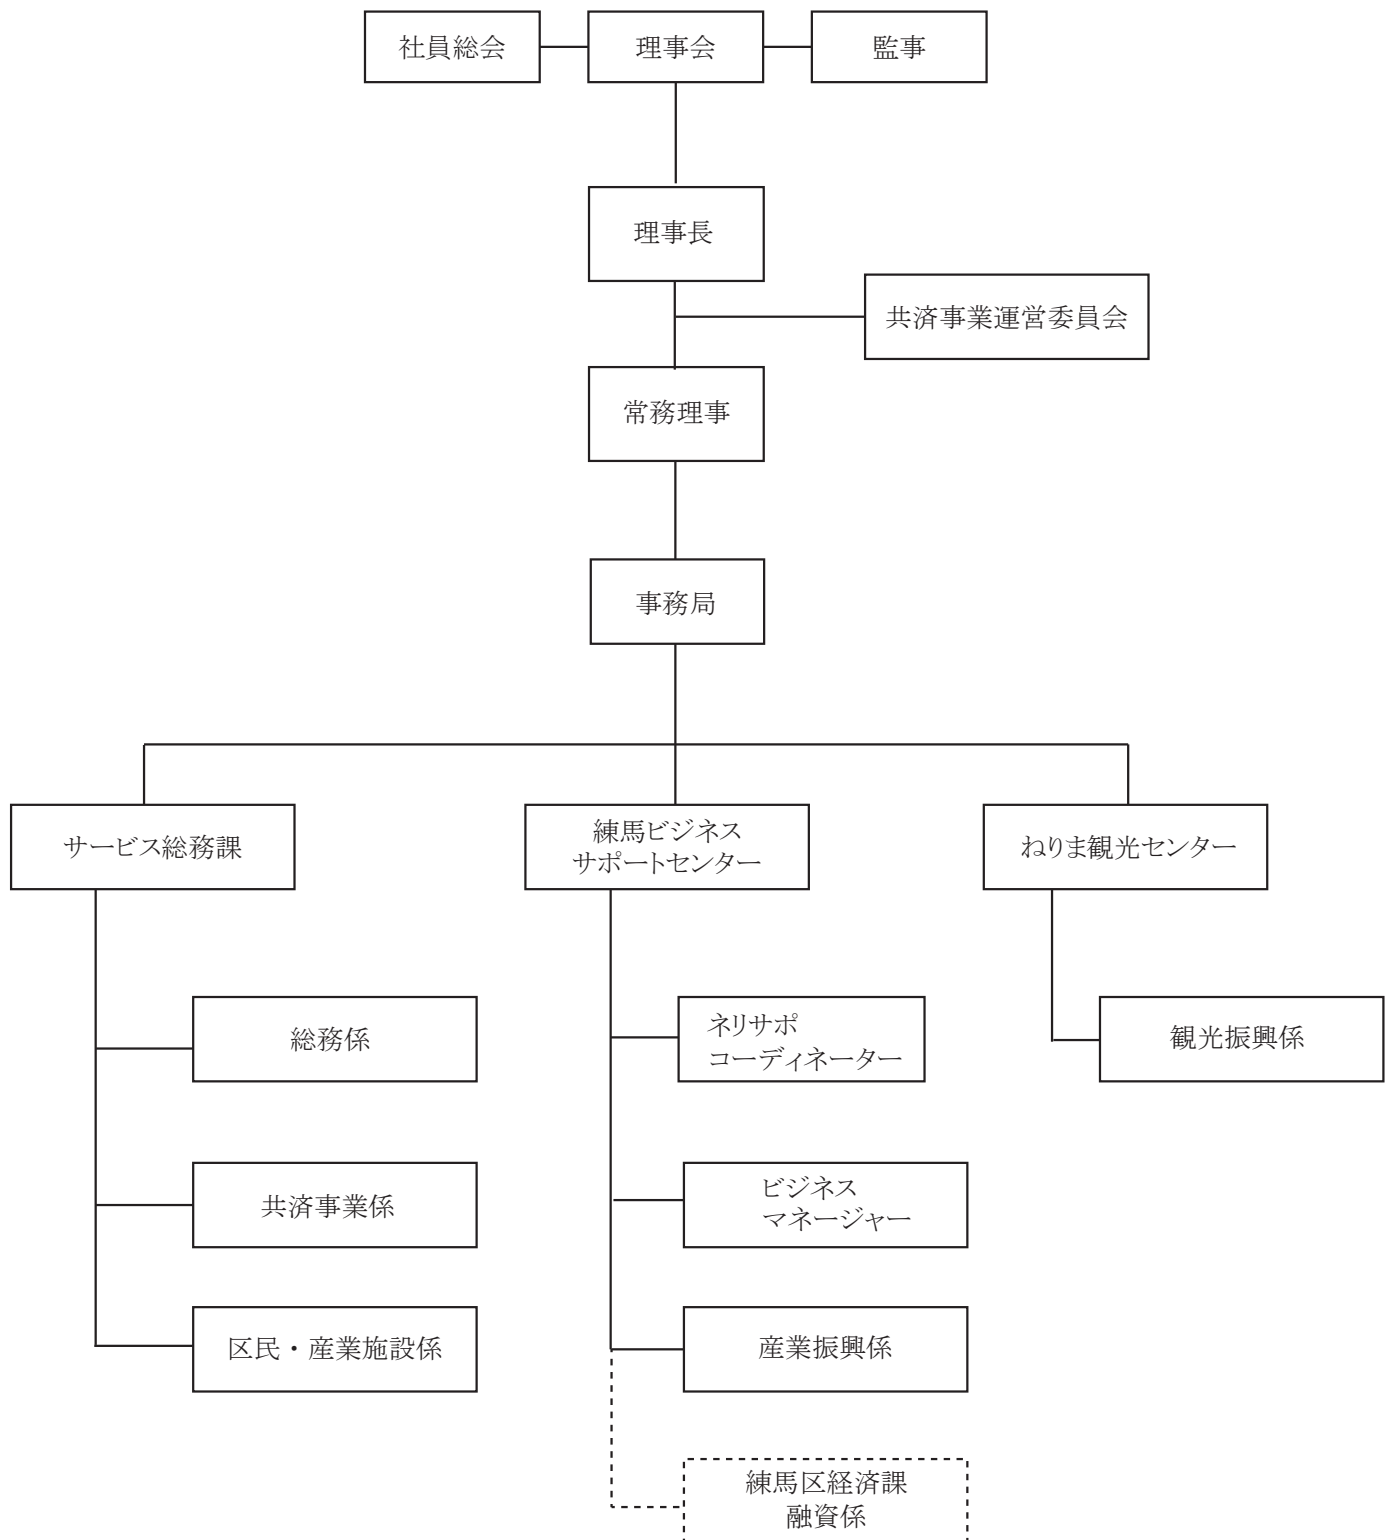 社員総会
理事会
監事
理事長
共済事業運営委員会
常務理事
事務局
サービス総務課
練馬ビジネス
サポートセンター
ねりま観光センター
総務係
ネリサポ
コーディネーター
観光振興係
共済事業係
ビジネス
マネージャー
区民・産業施設係
産業振興係
練馬区経済課
融資係